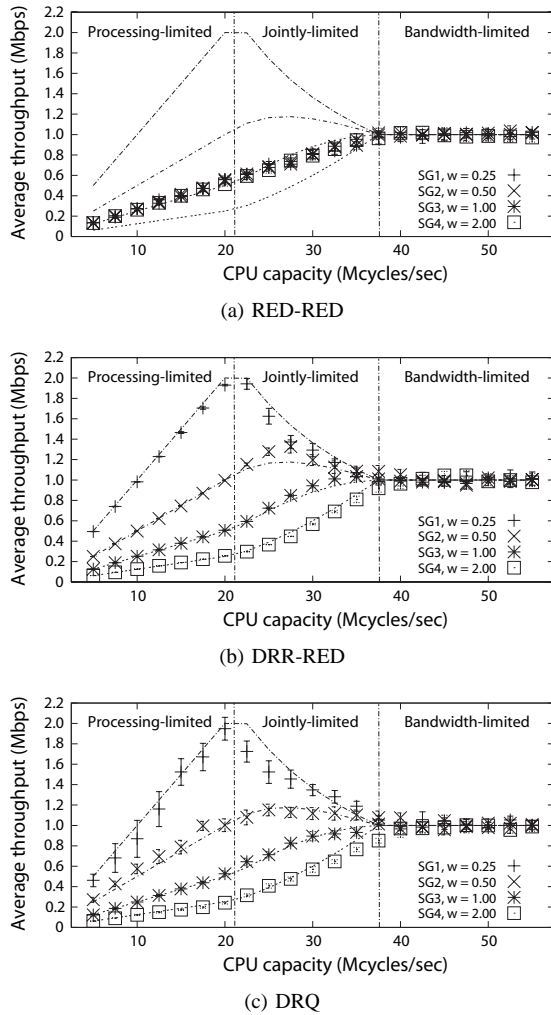 Processing-limited Jointly-limited Bandwidth-limited
Average throughput (Mbps)
2.2
2.0
1.8
1.6
1.4
1.2
1.0
0.8
0.6
0.4
0.2
0
SG1, w = 0.25
SG2, w = 0.50
SG3, w = 1.00
SG4, w = 2.00
10 20 30 40 50
CPU capacity (Mcycles/sec)
(a) RED-RED
Processing-limited Jointly-limited Bandwidth-limited
Average throughput (Mbps)
2.2
2.0
1.8
1.6
1.4
1.2
1.0
0.8
0.6
0.4
0.2
0
SG1, w = 0.25
SG2, w = 0.50
SG3, w = 1.00
SG4, w = 2.00
10 20 30 40 50
CPU capacity (Mcycles/sec)
(b) DRR-RED
Processing-limited Jointly-limited Bandwidth-limited
Average throughput (Mbps)
2.2
2.0
1.8
1.6
1.4
1.2
1.0
0.8
0.6
0.4
0.2
0
SG1, w = 0.25
SG2, w = 0.50
SG3, w = 1.00
SG4, w = 2.00
10 20 30 40 50
CPU capacity (Mcycles/sec)
(c) DRQ